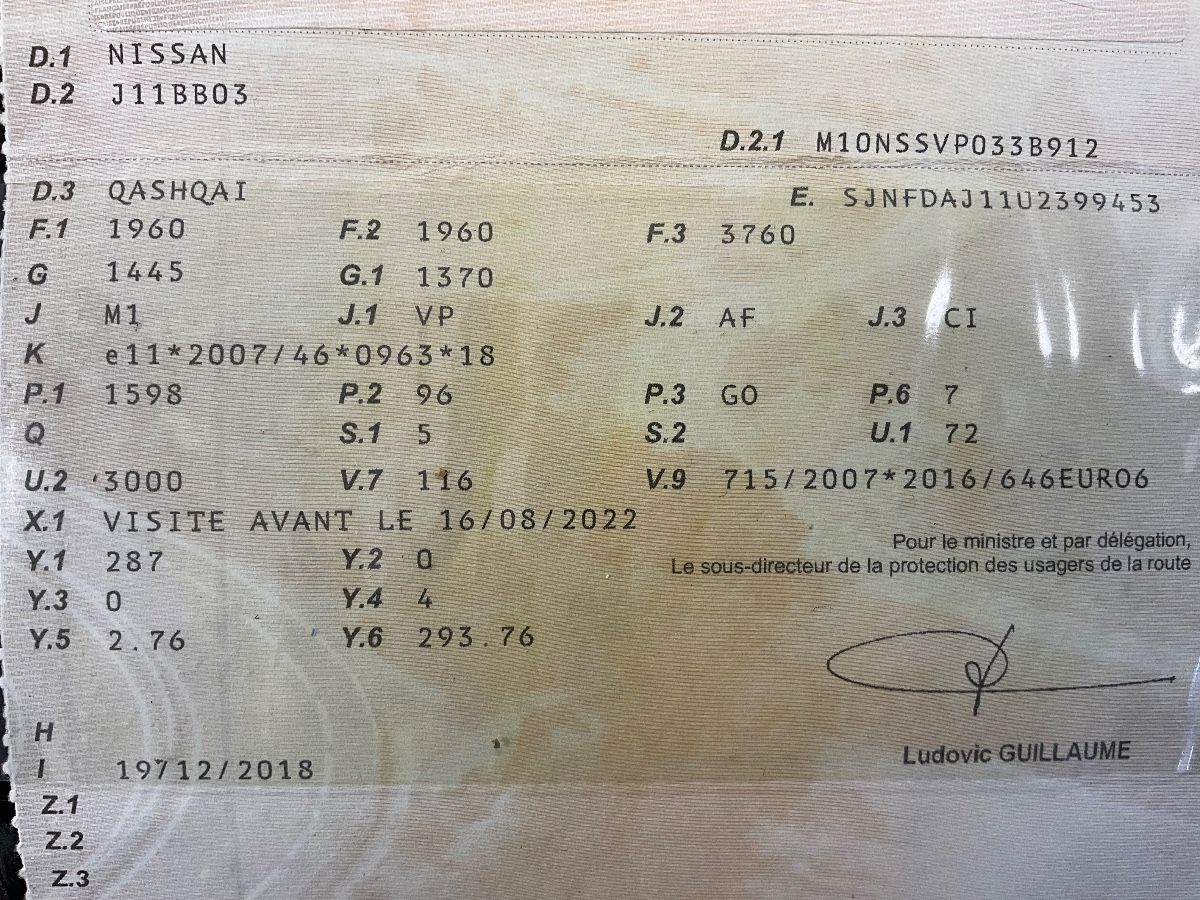 D.1 NISSAN
D.2 J11BB03
D.2.1 M10NSSVP033B912
D.3 QASHQAI
E. SJNFDAJ11U2399453
F.1 1960 F.2 1960 F.3 3760
G 1445 G.1 1370
J M1 J.1 VP J.2 AF J.3 CI
K e11*2007/46*0963*18
P.1 1598 P.2 96 P.3 GO P.6 7
Q S.1 5 S.2 U.1 72
U.2 3000 V.7 116 V.9 715/2007*2016/646EURO6
X.1 VISITE AVANT LE 16/08/2022
Pour le ministre et par délégation,
Y.1 287 Y.2 0 Le sous-directeur de la protection des usagers de la route
Y.3 0 Y.4 4
Y.5 2.76 Y.6 293.76
H
Ludovic GUILLAUME
I 19/12/2018
Z.1
Z.2
Z.3